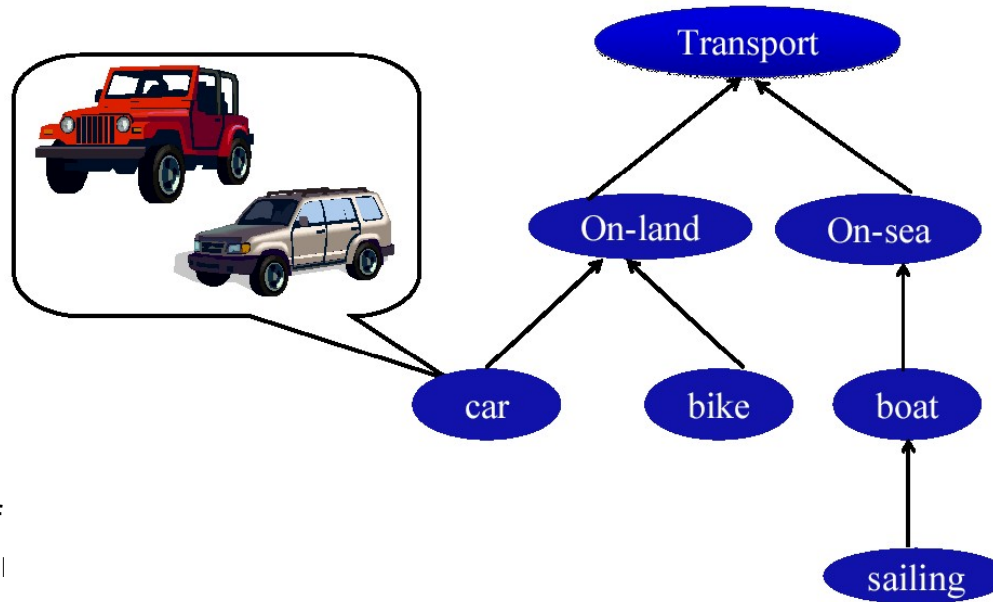 Transport
On-land
On-sea
car
bike
boat
sailing